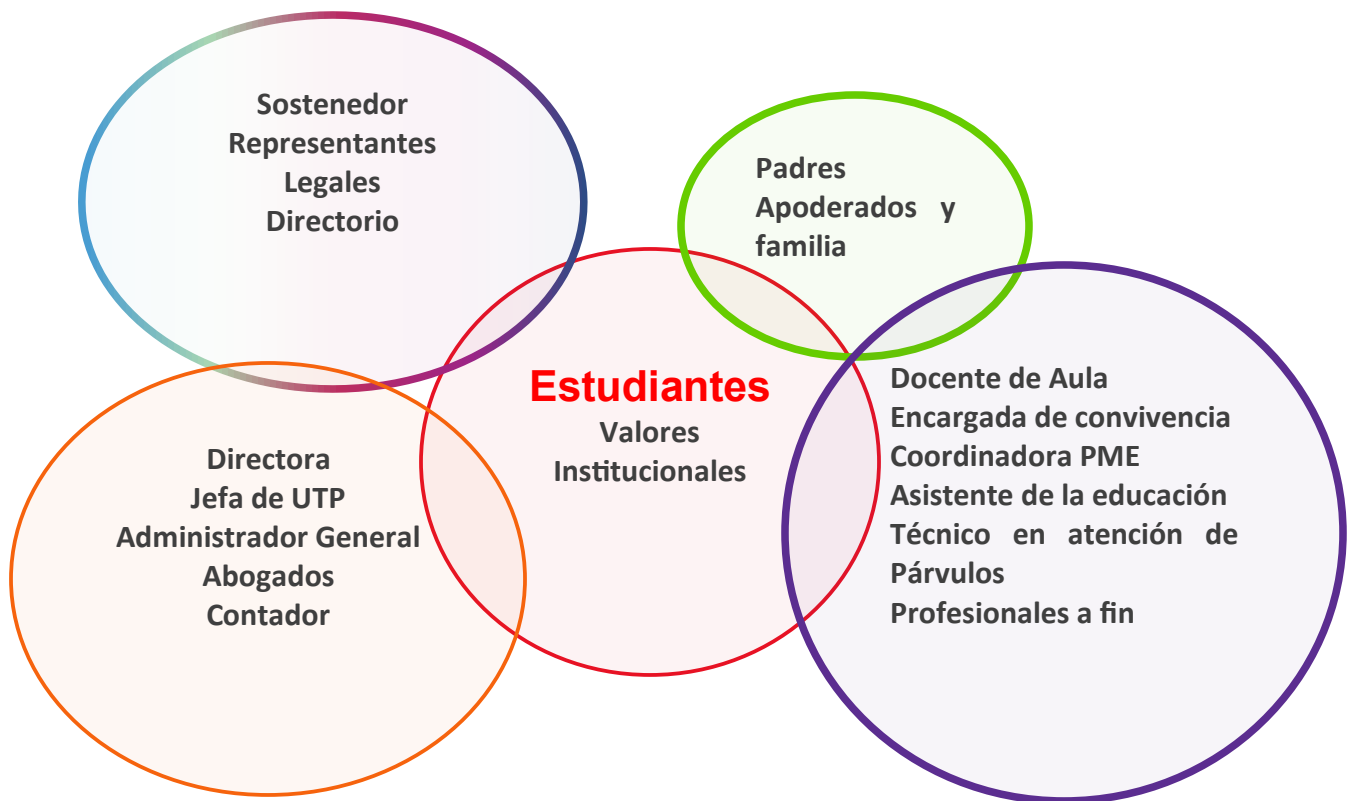 Sostenedor
Representantes
Legales
Directorio
Padres
Apoderados y
familia
Estudiantes
Valores
Institucionales
Directora
Jefa de UTP
Administrador General
Abogados
Contador
Docente de Aula
Encargada de convivencia
Coordinadora PME
Asistente de la educación
Técnico en atención de
Párvulos
Profesionales a fin